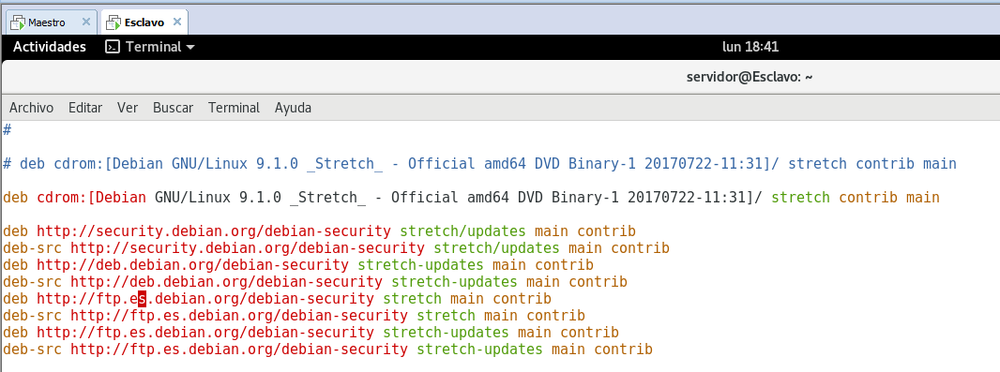 Maestro Esclavo
Actividades Terminal lun 18:41
servidor@Esclavo: ~
Archivo Editar Ver Buscar Terminal Ayuda
#
# deb cdrom:[Debian GNU/Linux 9.1.0 _Stretch_ - Official amd64 DVD Binary-1 20170722-11:31]/ stretch contrib main
deb cdrom:[Debian GNU/Linux 9.1.0 _Stretch_ - Official amd64 DVD Binary-1 20170722-11:31]/ stretch contrib main
deb http://security.debian.org/debian-security stretch/updates main contrib
deb-src http://security.debian.org/debian-security stretch/updates main contrib
deb http://deb.debian.org/debian-security stretch-updates main contrib
deb-src http://deb.debian.org/debian-security stretch-updates main contrib
deb http://ftp.es.debian.org/debian-security stretch main contrib
deb-src http://ftp.es.debian.org/debian-security stretch main contrib
deb http://ftp.es.debian.org/debian-security stretch-updates main contrib
deb-src http://ftp.es.debian.org/debian-security stretch-updates main contrib